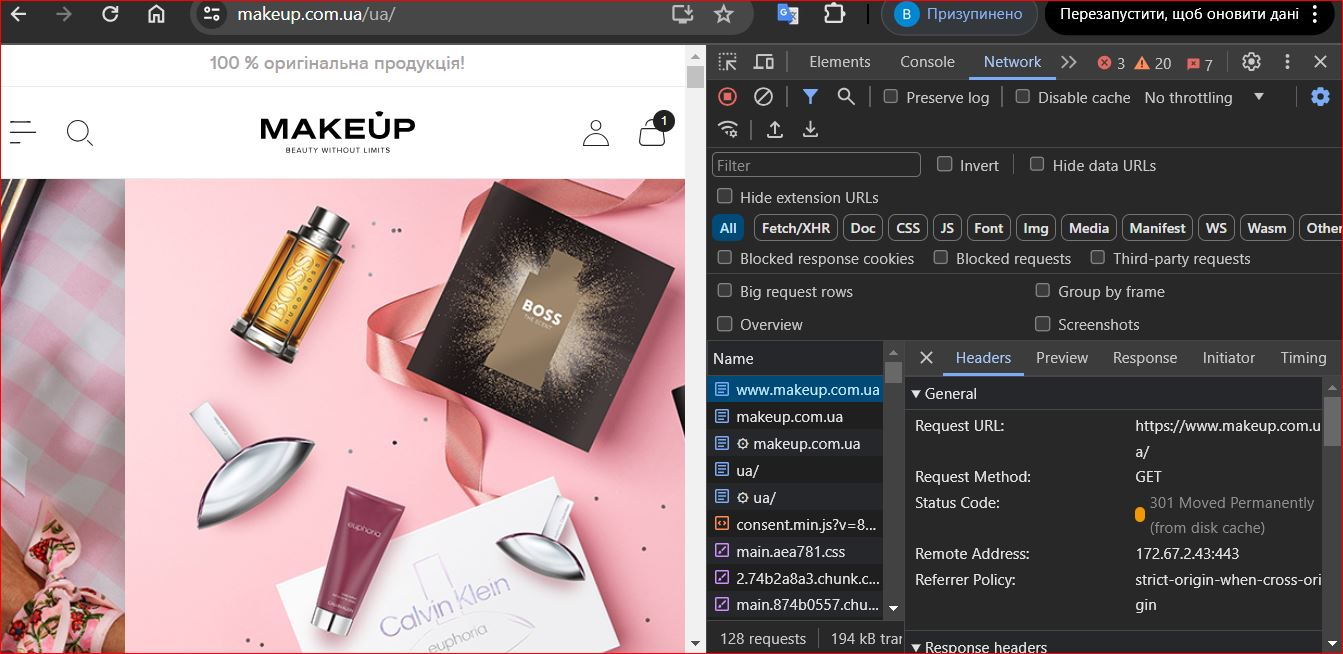 makeup.com.ua/ua/
B Призупинено
Перезапустити, щоб оновити дані
100 % оригінальна продукція!
MAKEUP
BEAUTY WITHOUT LIMITS
1
BOSS
HUGO BOSS
BOSS
THE SCENT
euphoria
Calvin Klein
euphoria
Elements Console Network 3 20 7
Preserve log Disable cache No throttling
Filter Invert Hide data URLs
Hide extension URLs
All Fetch/XHR Doc CSS JS Font Img Media Manifest WS Wasm Other
Blocked response cookies Blocked requests Third-party requests
Big request rows Group by frame
Overview Screenshots
Name
www.makeup.com.ua
makeup.com.ua
makeup.com.ua
ua/
ua/
consent.min.js?v=8...
main.aea781.css
2.74b2a8a3.chunk.c...
main.874b0557.chu...
128 requests 194 kB tran
Headers Preview Response Initiator Timing
General
Request URL: https://www.makeup.com.u
a/
Request Method: GET
Status Code: 301 Moved Permanently
(from disk cache)
Remote Address: 172.67.2.43:443
Referrer Policy: strict-origin-when-cross-ori
gin
Response headers